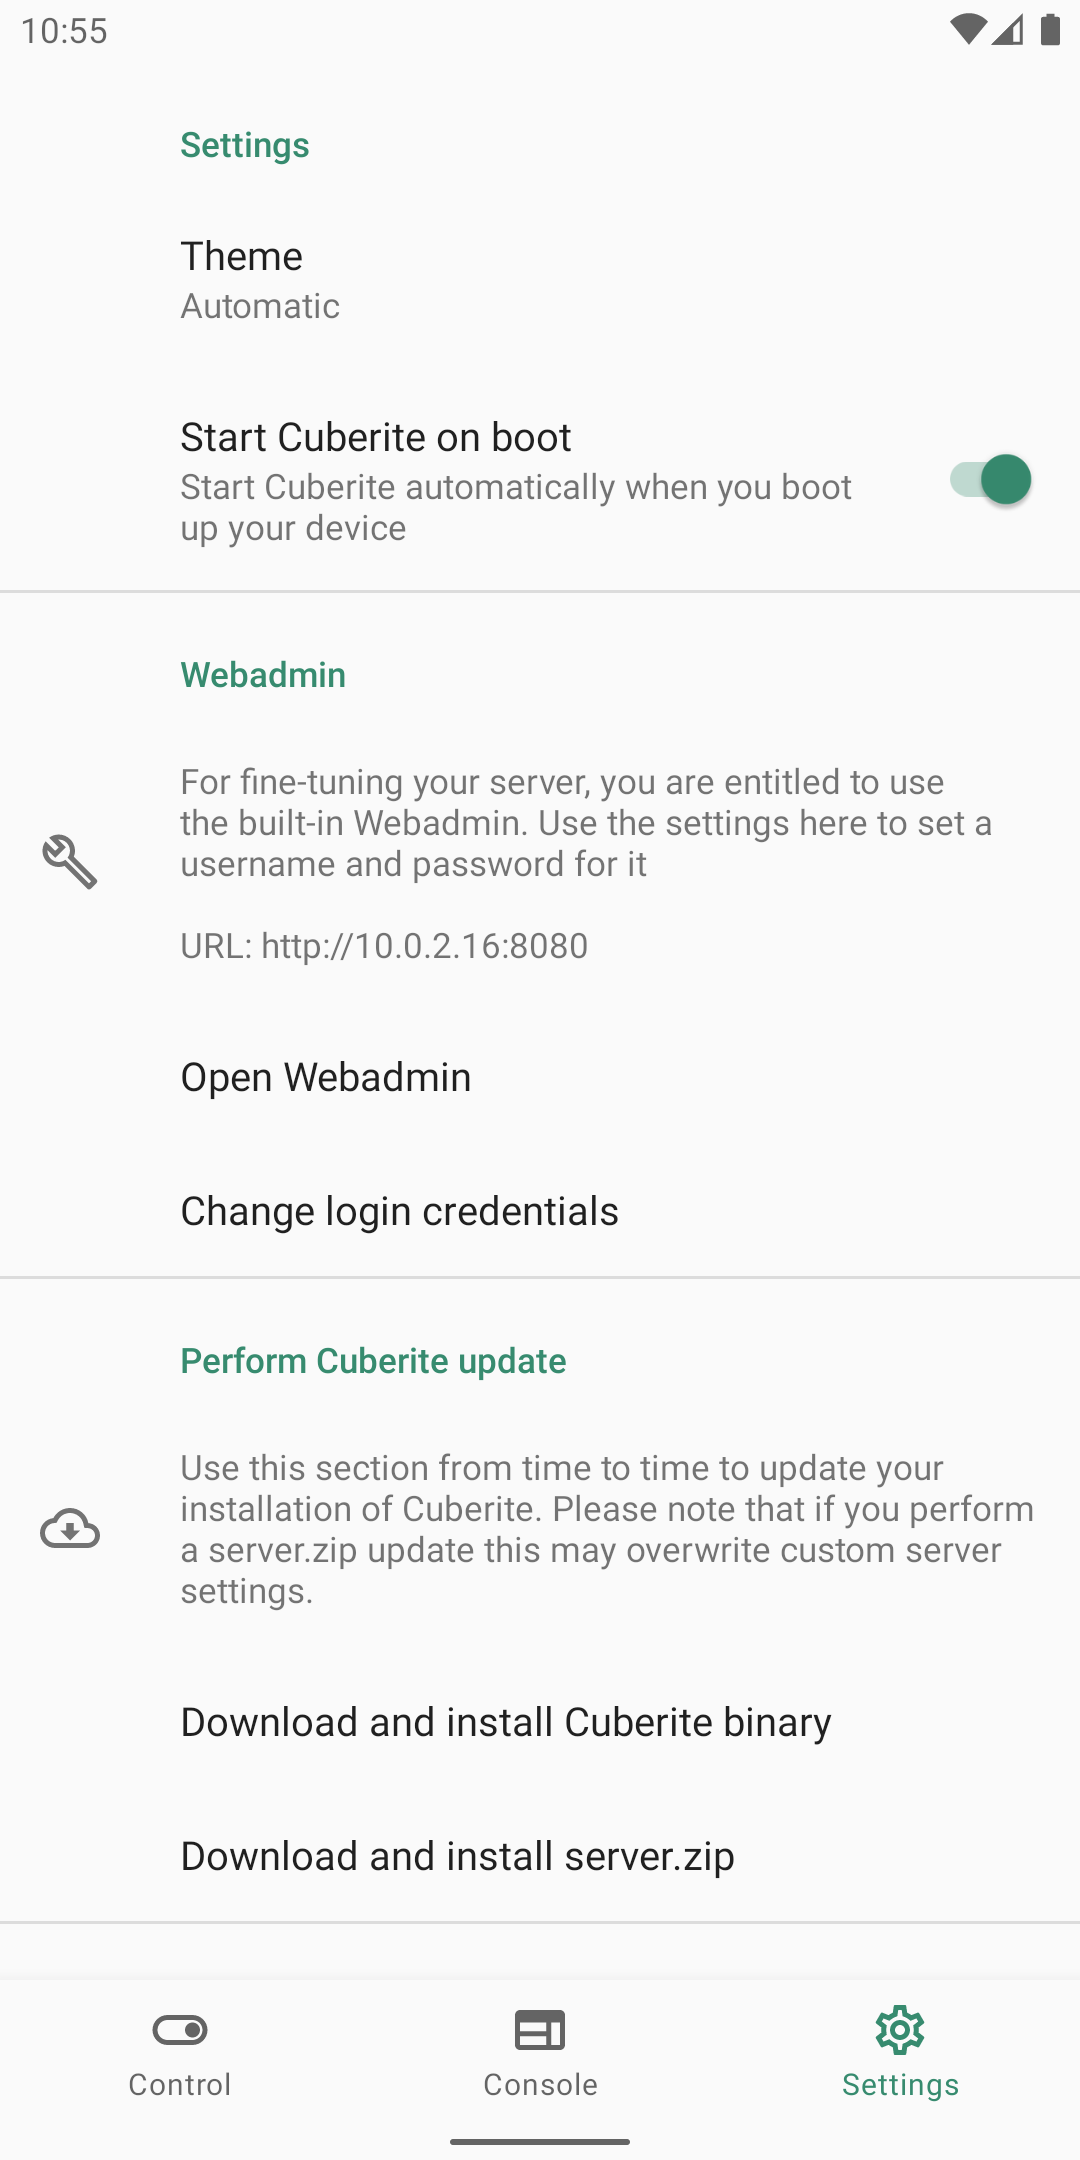 10:55
Settings
Theme
Automatic
Start Cuberite on boot
Start Cuberite automatically when you boot
up your device
Webadmin
For fine-tuning your server, you are entitled to use
the built-in Webadmin. Use the settings here to set a
username and password for it
URL: http://10.0.2.16:8080
Open Webadmin
Change login credentials
Perform Cuberite update
Use this section from time to time to update your
installation of Cuberite. Please note that if you perform
a server.zip update this may overwrite custom server
settings.
Download and install Cuberite binary
Download and install server.zip
Control
Console
Settings